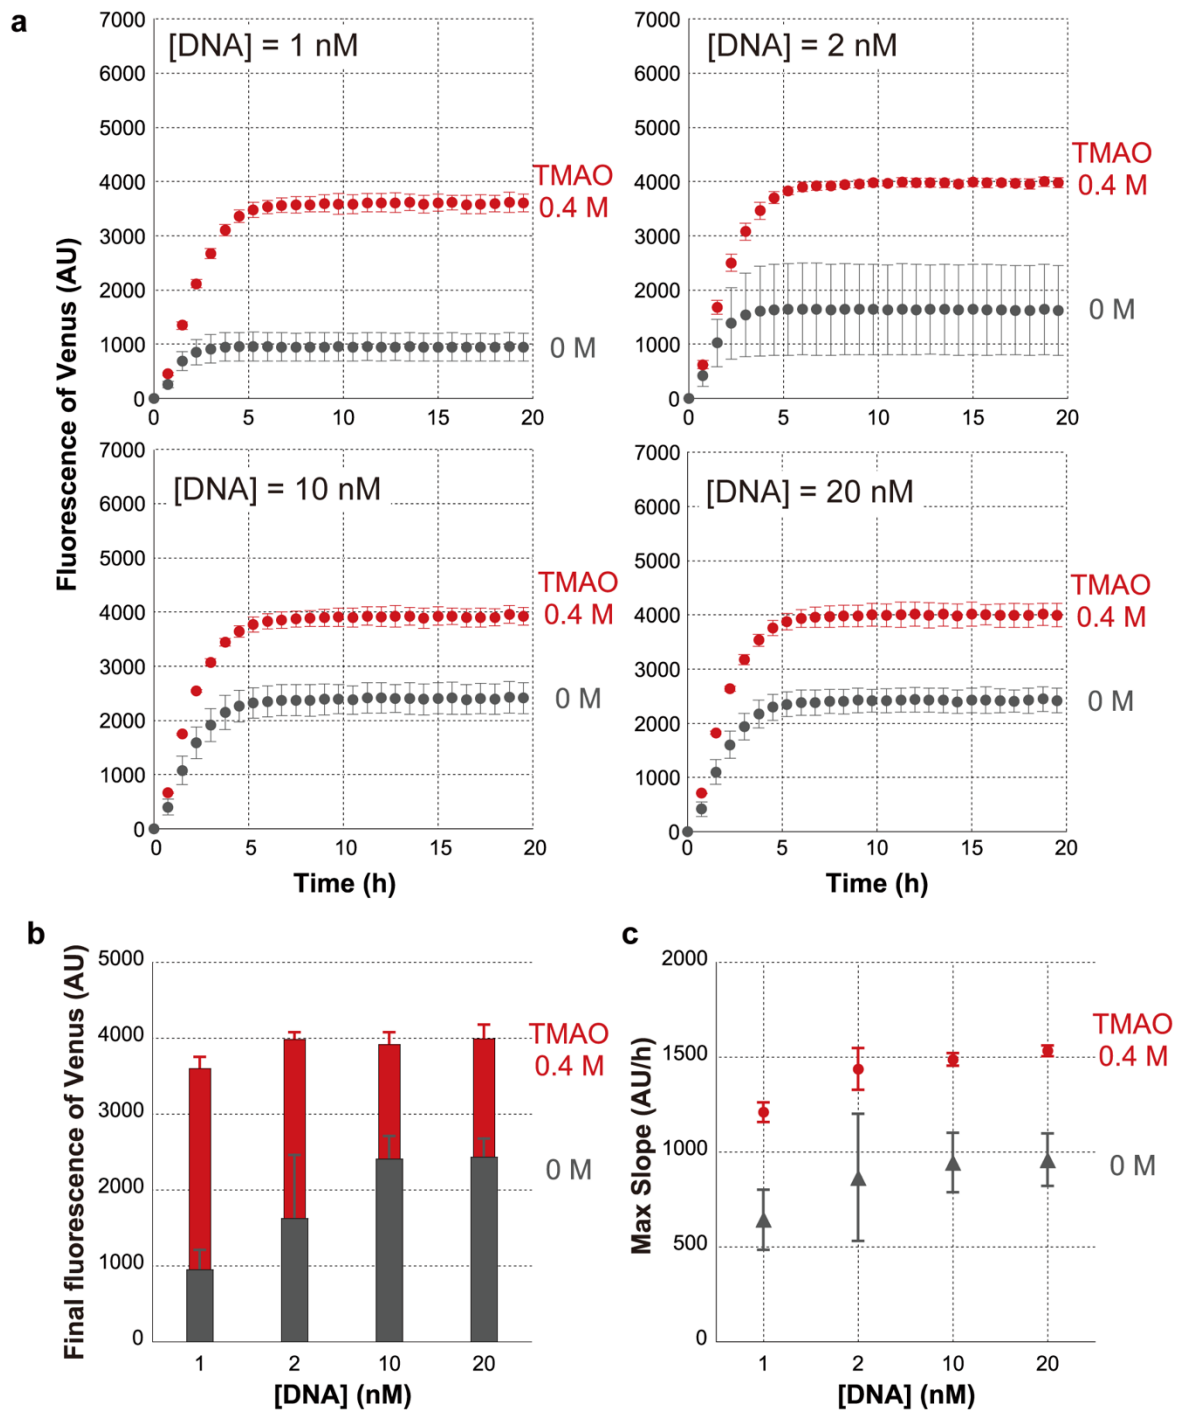 a
Fluorescence of Venus (AU)
[DNA] = 1 nM
7000
6000
5000
4000
3000
2000
1000
0
0 5 10 15 20
TMAO
0.4 M
0 M
[DNA] = 2 nM
7000
6000
5000
4000
3000
2000
1000
0
0 5 10 15 20
TMAO
0.4 M
0 M
[DNA] = 10 nM
7000
6000
5000
4000
3000
2000
1000
0
0 5 10 15 20
Time (h)
TMAO
0.4 M
0 M
[DNA] = 20 nM
7000
6000
5000
4000
3000
2000
1000
0
0 5 10 15 20
Time (h)
TMAO
0.4 M
0 M
b
Final fluorescence of Venus (AU)
5000
4000
3000
2000
1000
0
1 2 10 20
[DNA] (nM)
TMAO
0.4 M
0 M
c
Max Slope (AU/h)
2000
1500
1000
500
0
1 2 10 20
[DNA] (nM)
TMAO
0.4 M
0 M